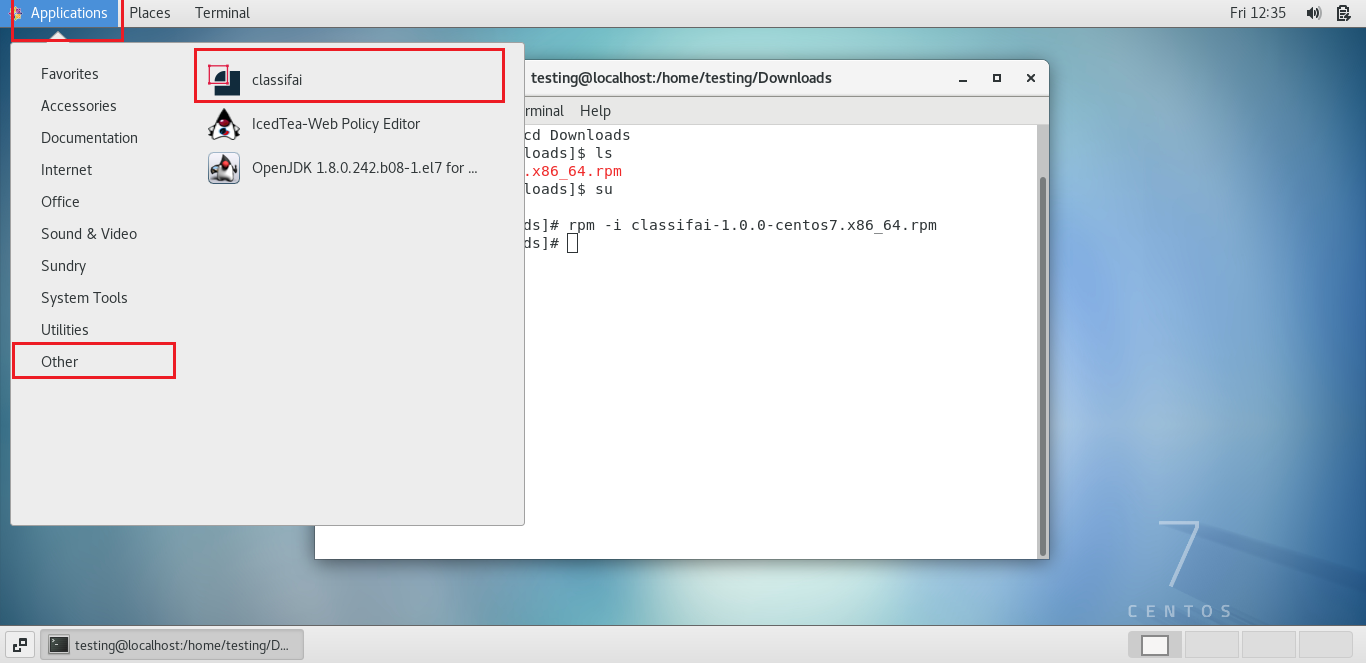 Applications Places Terminal Fri 12:35
Favorites
Accessories
Documentation
Internet
Office
Sound & Video
Sundry
System Tools
Utilities
Other
classifai
IcedTea-Web Policy Editor
OpenJDK 1.8.0.242.b08-1.el7 for ...
testing@localhost:/home/testing/Downloads
rminal Help
cd Downloads
loads]$ ls
.x86_64.rpm
loads]$ su
ds]# rpm -i classifai-1.0.0-centos7.x86_64.rpm
ds]#
7
CENTOS
testing@localhost:/home/testing/D...